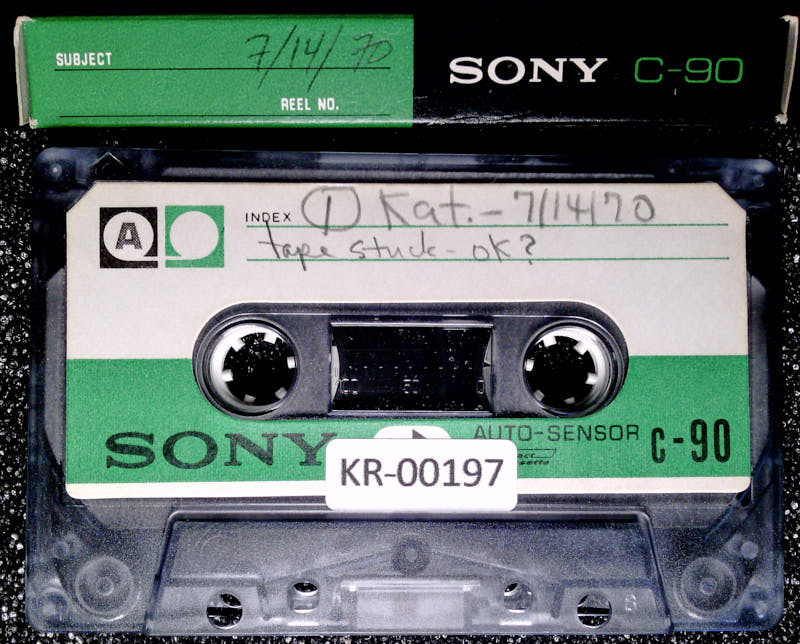 SUBJECT 7/14/70
REEL NO.
SONY C-90
A
INDEX 1 Kat. - 7/14/70
tape stuck - ok?
SONY AUTO-SENSOR C-90
KR-00197
50